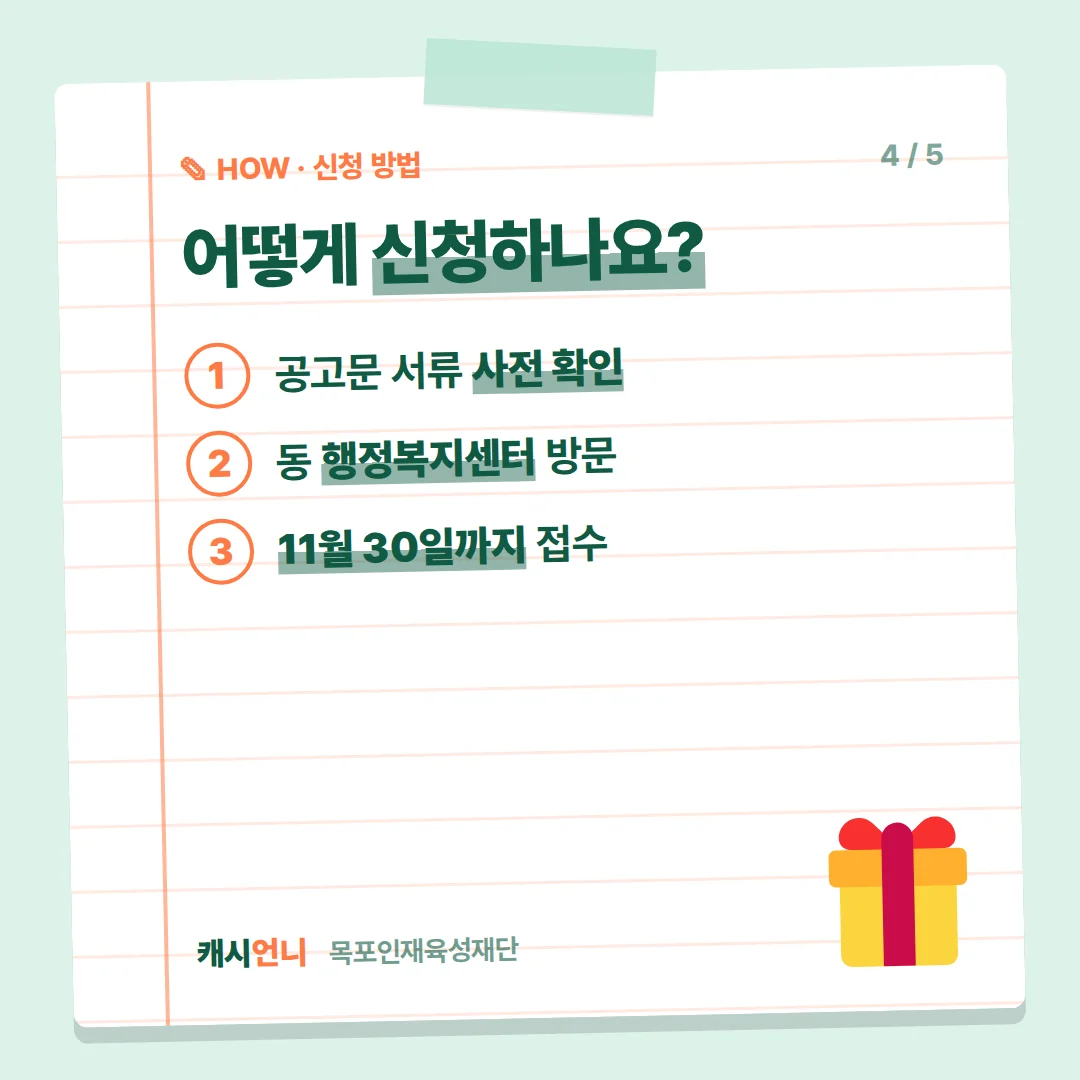 HOW · 신청 방법
4 / 5
어떻게 신청하나요?
1 공고문 서류 사전 확인
2 동 행정복지센터 방문
3 11월 30일까지 접수
캐시언니 목포인재육성재단